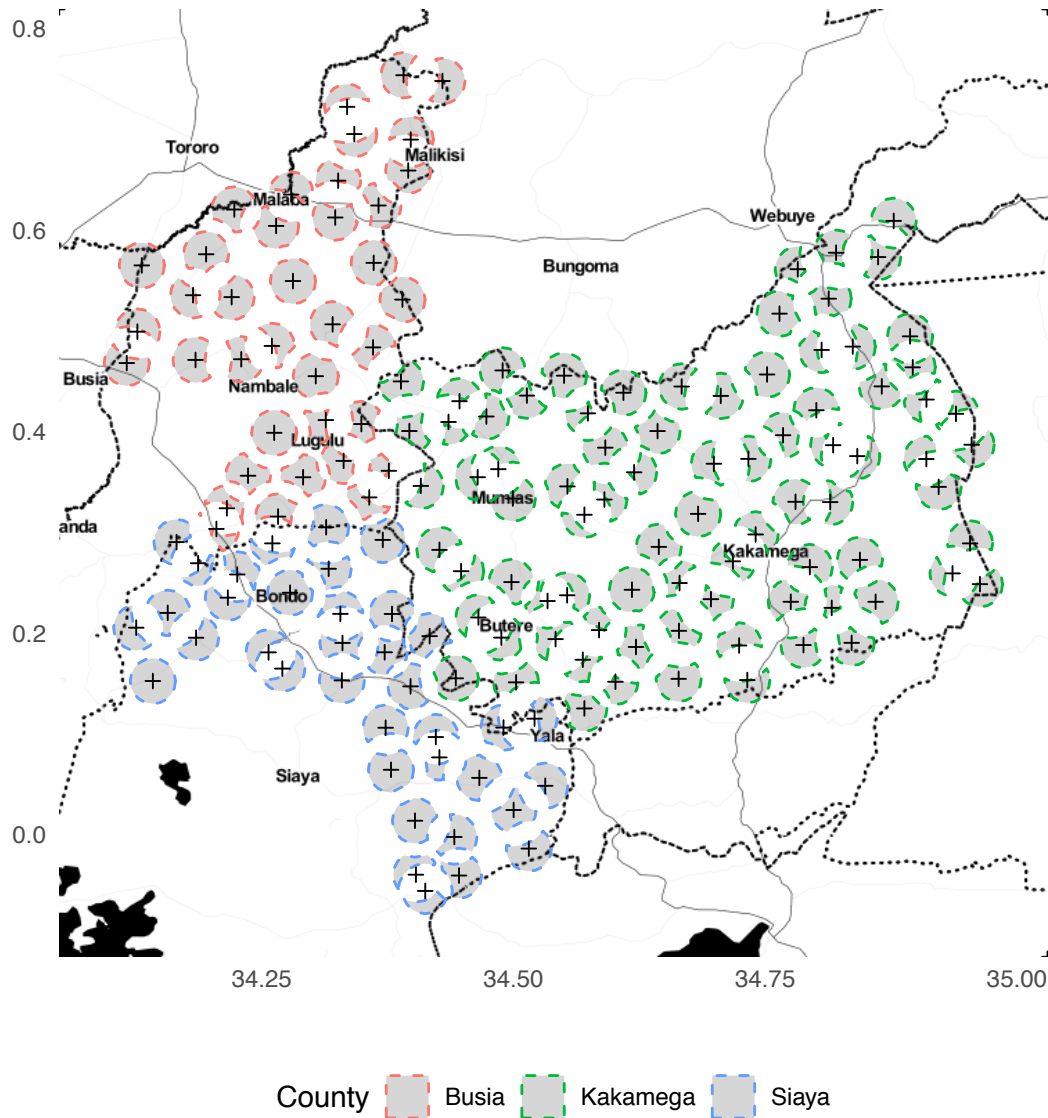 0.8
Tororo
Malikisi
Malaba
0.6
Webuye
Bungoma
Busia
Nambale
0.4
Lugulu
Mumias
anda
Kakamega
Bondo
0.2
Butere
Yala
Siaya
0.0
34.25 34.50 34.75 35.00
County Busia Kakamega Siaya